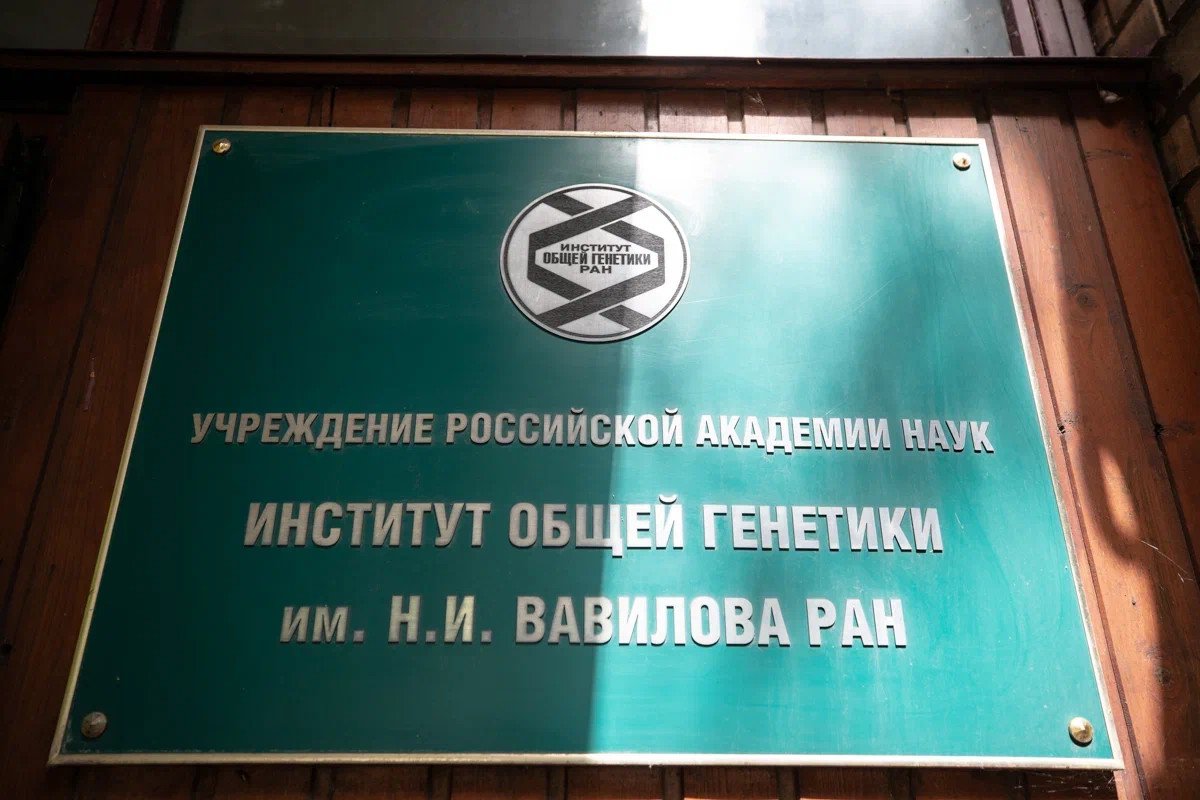 ИНСТИТУТ
ОБЩЕЙ ГЕНЕТИКИ
РАН
УЧРЕЖДЕНИЕ РОССИЙСКОЙ АКАДЕМИИ НАУК
ИНСТИТУТ ОБЩЕЙ ГЕНЕТИКИ
им. Н.И. ВАВИЛОВА РАН